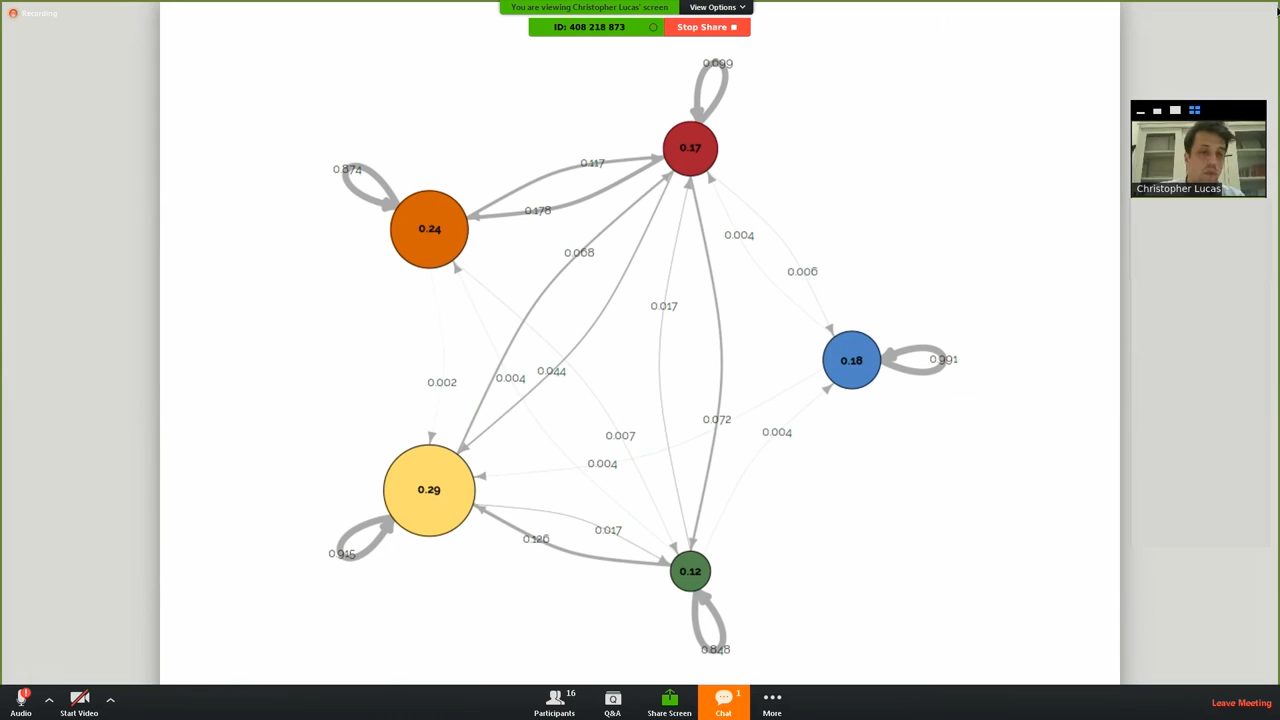 Recording
You are viewing Christopher Lucas' screen
View Options
ID: 408 218 873
Stop Share
0.699
0.17
0.874
0.117
0.24
0.178
0.004
0.068
0.006
0.017
0.18
0.991
0.002
0.004
0.044
0.072
0.004
0.007
0.004
0.29
0.017
0.126
0.915
0.12
0.848
Christopher Lucas
Audio
Start Video
16
Participants
Q
Q&A
Share Screen
1
Chat
More
Leave Meeting